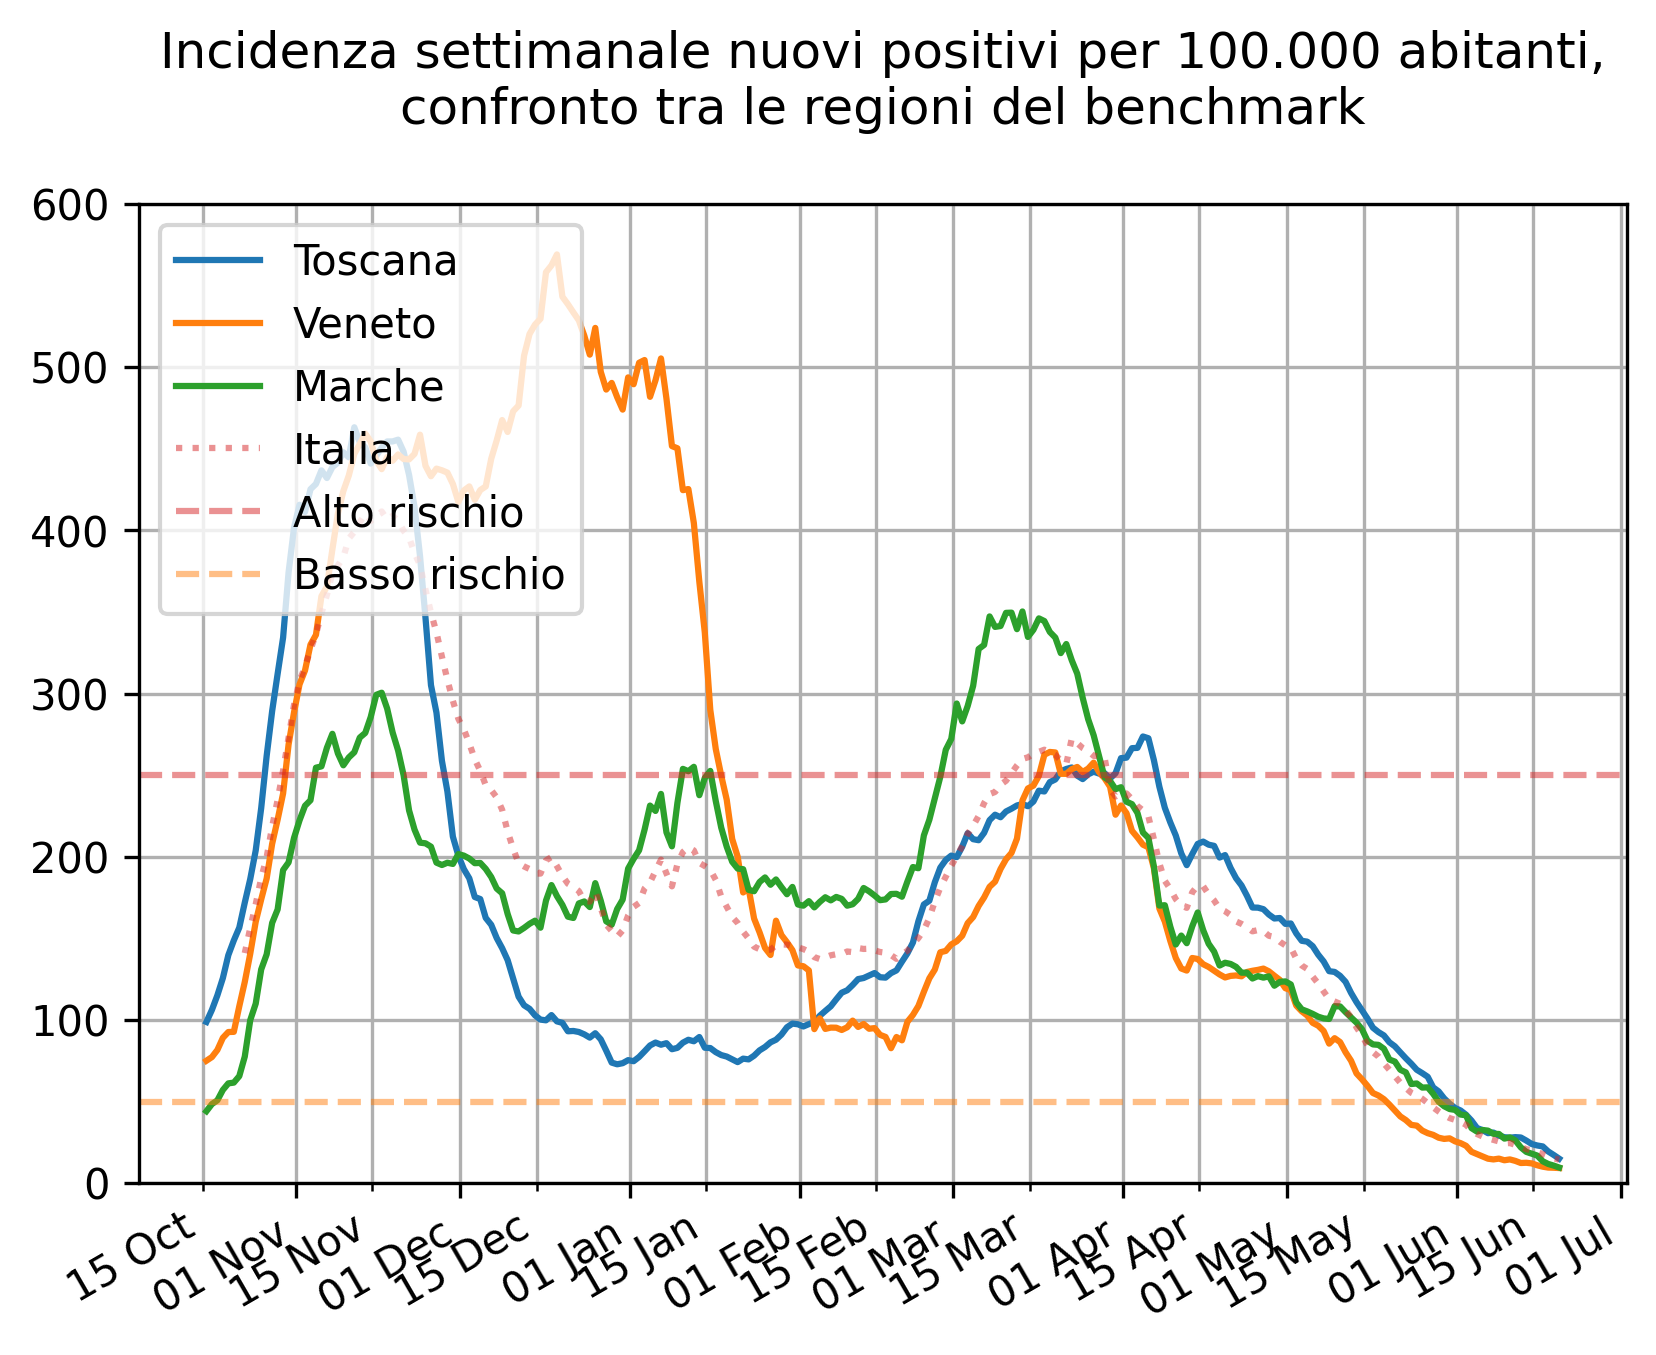 Incidenza settimanale nuovi positivi per 100.000 abitanti,
confronto tra le regioni del benchmark
600
500
400
300
200
100
0
Toscana
Veneto
Marche
Italia
Alto rischio
Basso rischio
15 Oct
01 Nov
15 Nov
01 Dec
15 Dec
01 Jan
15 Jan
01 Feb
15 Feb
01 Mar
15 Mar
01 Apr
15 Apr
01 May
15 May
01 Jun
15 Jun
01 Jul